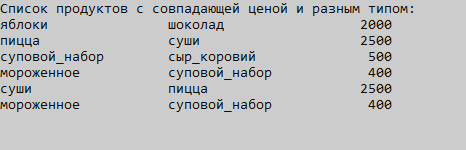 Список продуктов с совпадающей ценой и разным типом:
яблоки шоколад 2000
пицца суши 2500
суповой_набор сыр_коровий 500
мороженное суповой_набор 400
суши пицца 2500
мороженное суповой_набор 400